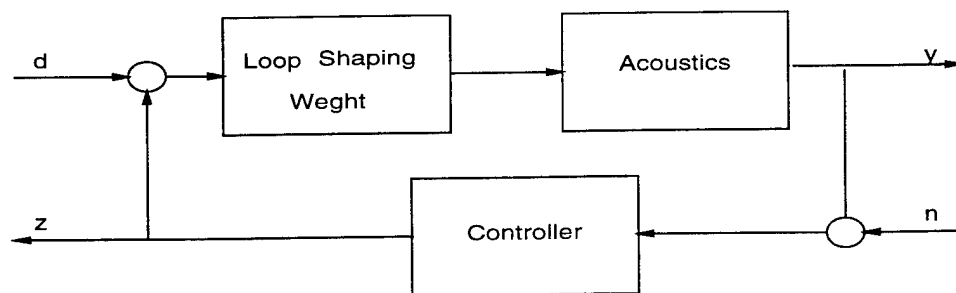 d
Loop Shaping
Weght
Acoustics
y
z
Controller
n